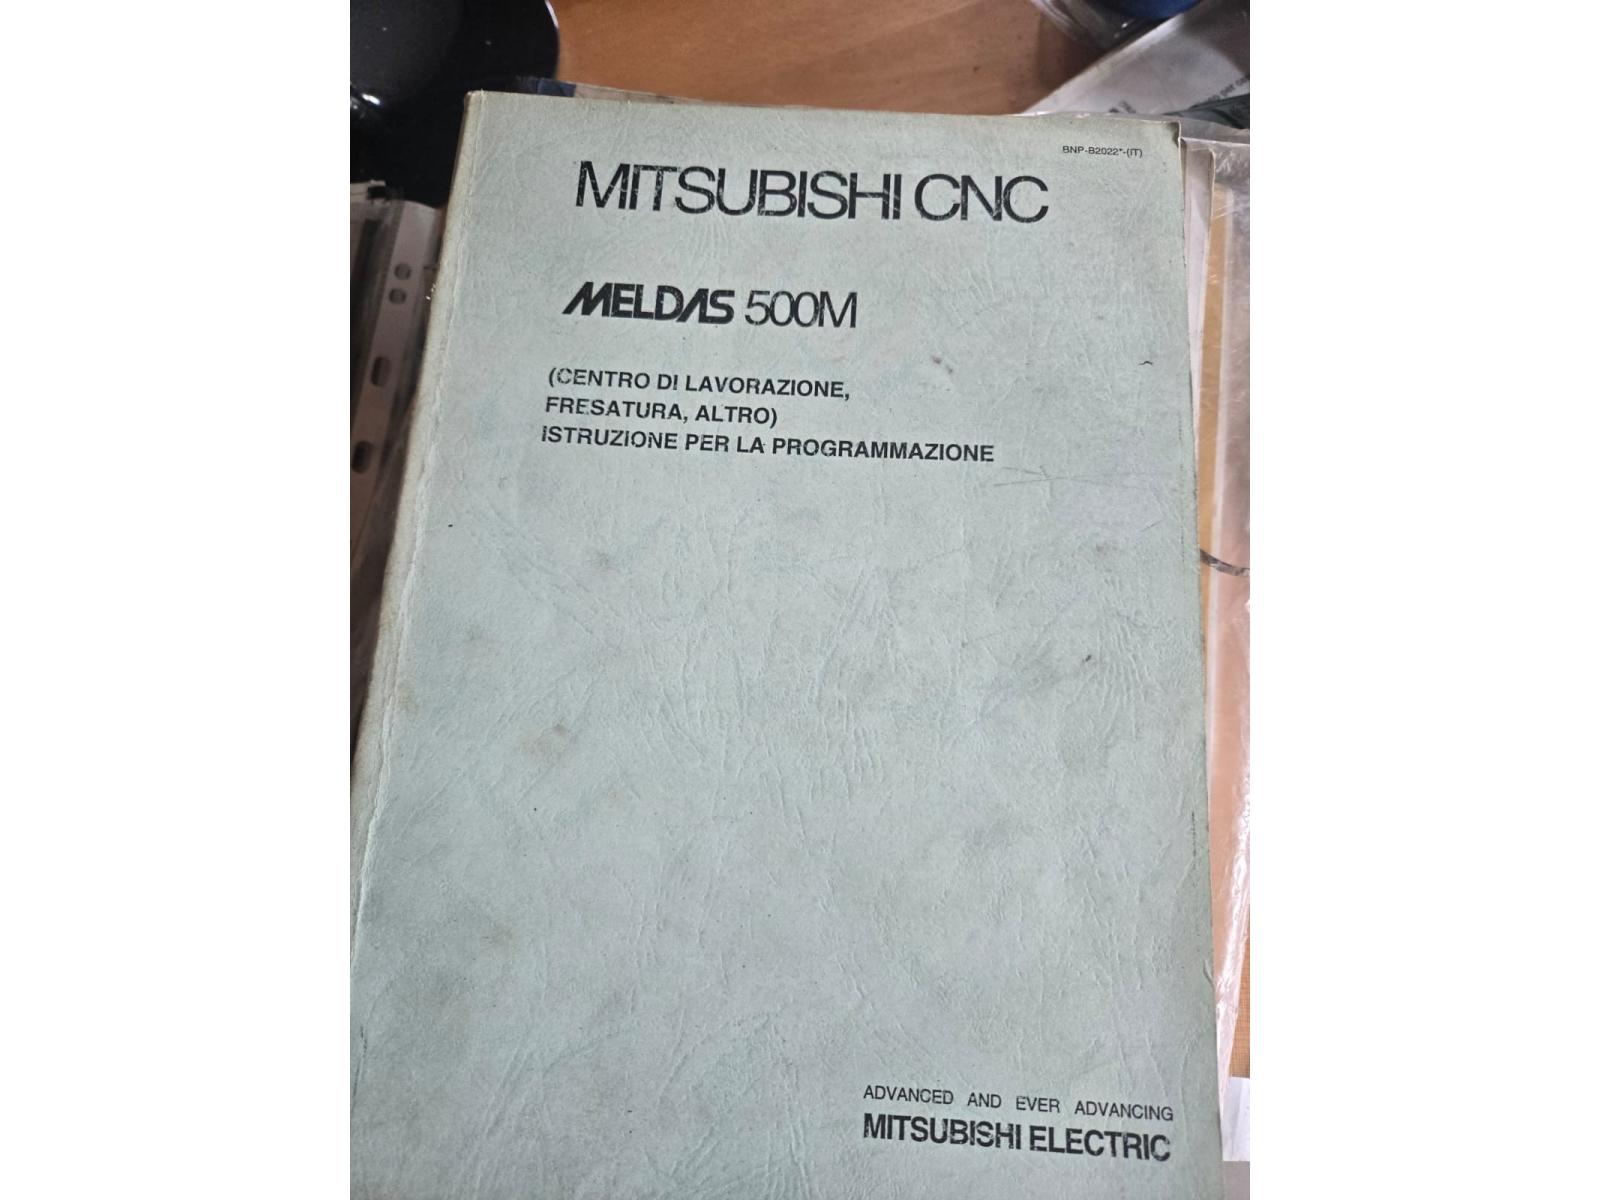 BNP-B2022*-(IT)
MITSUBISHI CNC
MELDAS 500M
(CENTRO DI LAVORAZIONE,
FRESATURA, ALTRO)
ISTRUZIONE PER LA PROGRAMMAZIONE
ADVANCED AND EVER ADVANCING
MITSUBISHI ELECTRIC